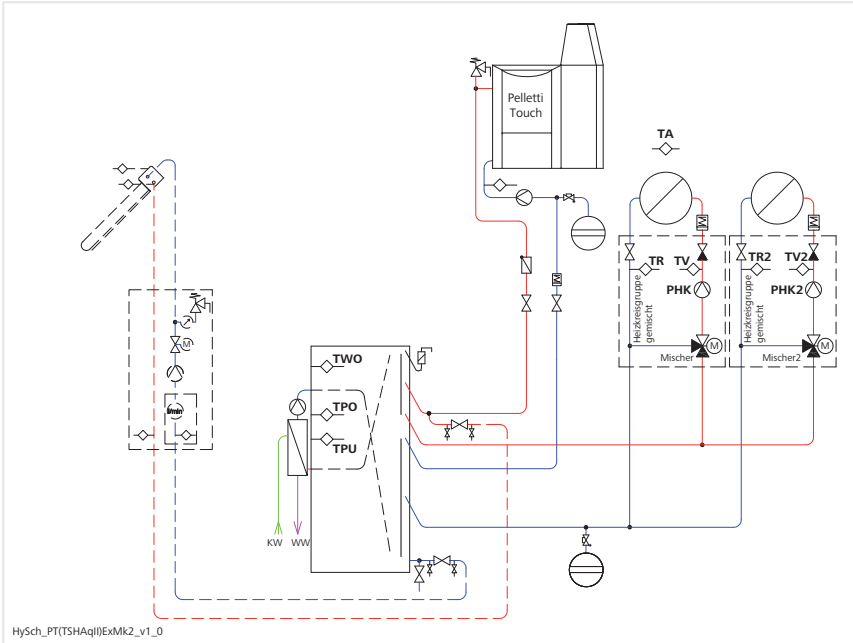 Pelletti
Touch
TA
TR
TV
TR2
TV2
PHK
PHK2
Heizkreisgruppe
gemischt
Heizkreisgruppe
gemischt
M
M
Mischer
Mischer2
M
l/min
TWO
TPO
TPU
KW
WW
HySch_PT(TSHAqII)ExMk2_v1_0